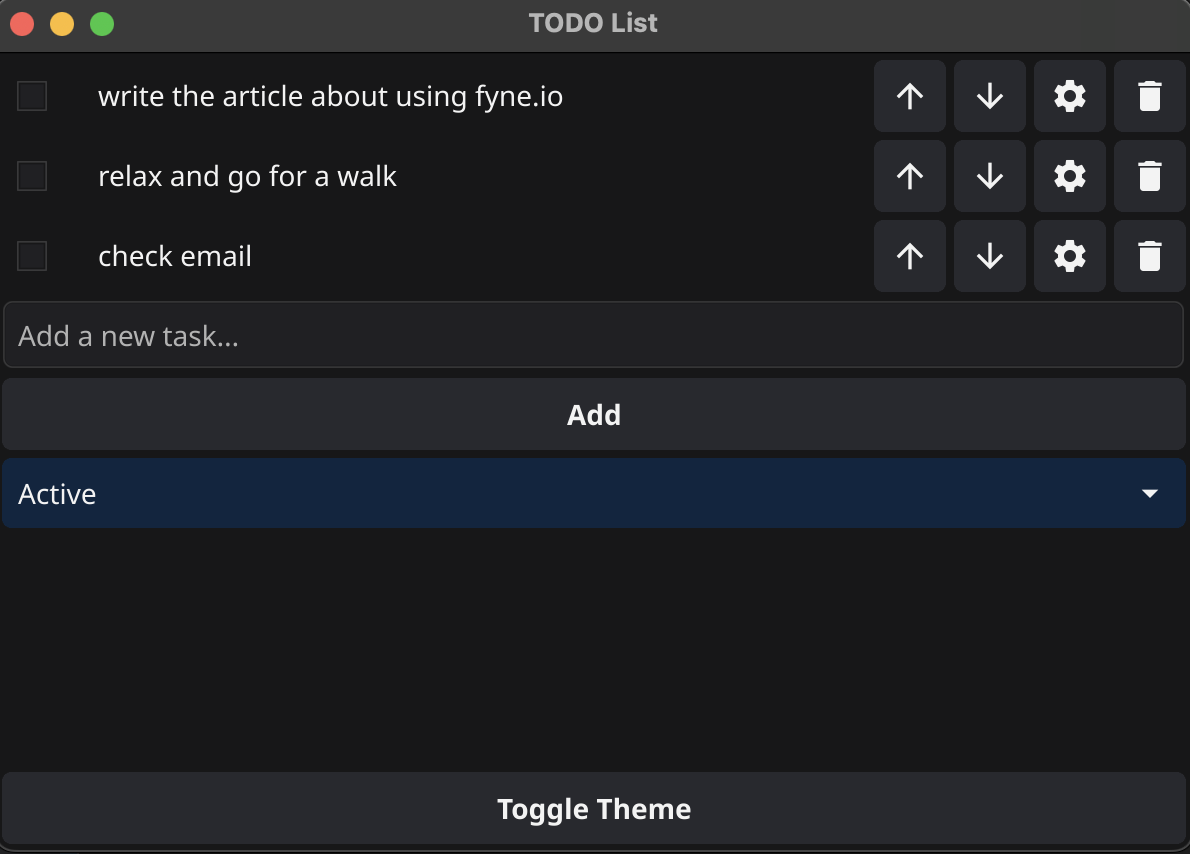 TODO List
write the article about using fyne.io
relax and go for a walk
check email
Add a new task...
Add
Active
Toggle Theme